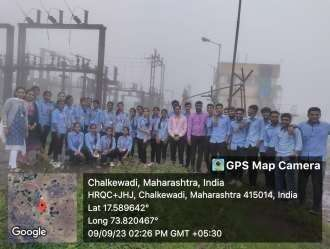 GPS Map Camera
Chalkewadi, Maharashtra, India
HRQC+JHJ, Chalkewadi, Maharashtra 415014, India
Lat 17.589642°
Long 73.820467°
09/09/23 02:26 PM GMT +05:30
Google